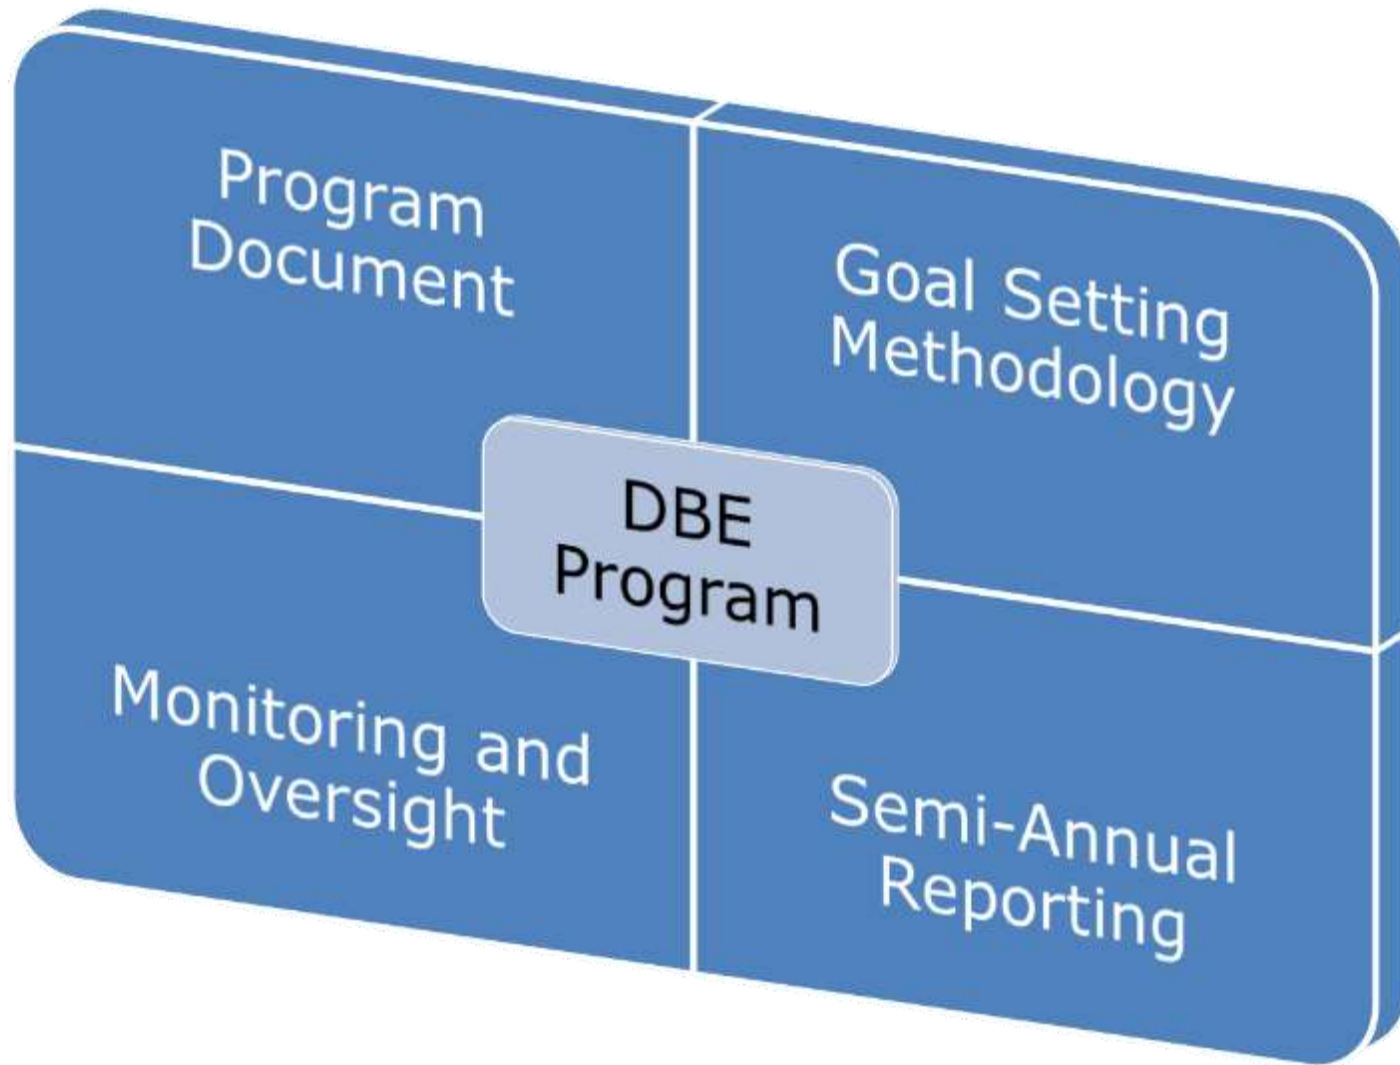 Program
Document
Goal Setting
Methodology
DBE
Program
Monitoring and
Oversight
Semi-Annual
Reporting